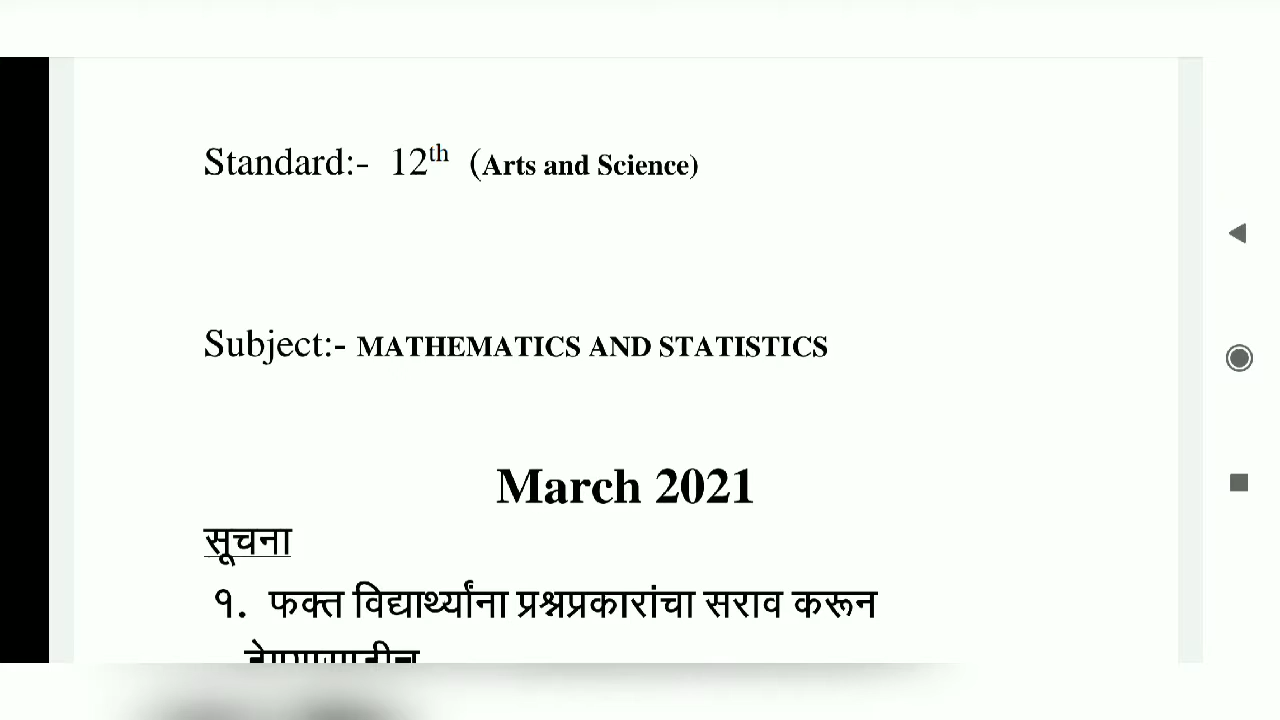 Standard:- 12th (Arts and Science)
Subject:- MATHEMATICS AND STATISTICS
March 2021
सूचना
१. फक्त विद्यार्थ्यांना प्रश्नप्रकारांचा सराव करून